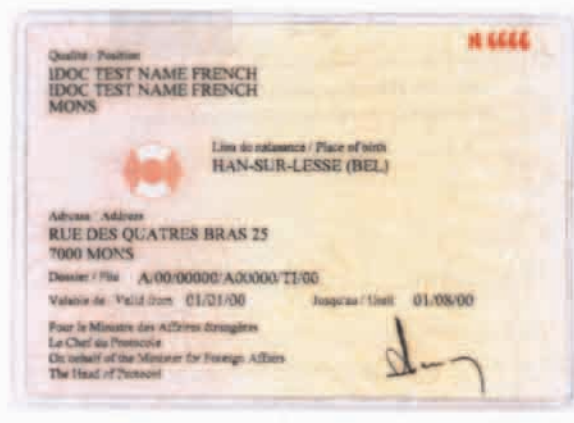 N 6666
Qualité / Position
IDOC TEST NAME FRENCH
IDOC TEST NAME FRENCH
MONS
Lieu de naissance / Place of birth
HAN-SUR-LESSE (BEL)
Adresse / Address
RUE DES QUATRES BRAS 25
7000 MONS
Dossier / File A/00/00000/A00000/TI/00
Valable de / Valid from 01/01/00 Jusqu'au / Until 01/08/00
Pour le Ministre des Affaires étrangères
Le Chef du Protocole
On behalf of the Minister for Foreign Affairs
The Head of Protocol